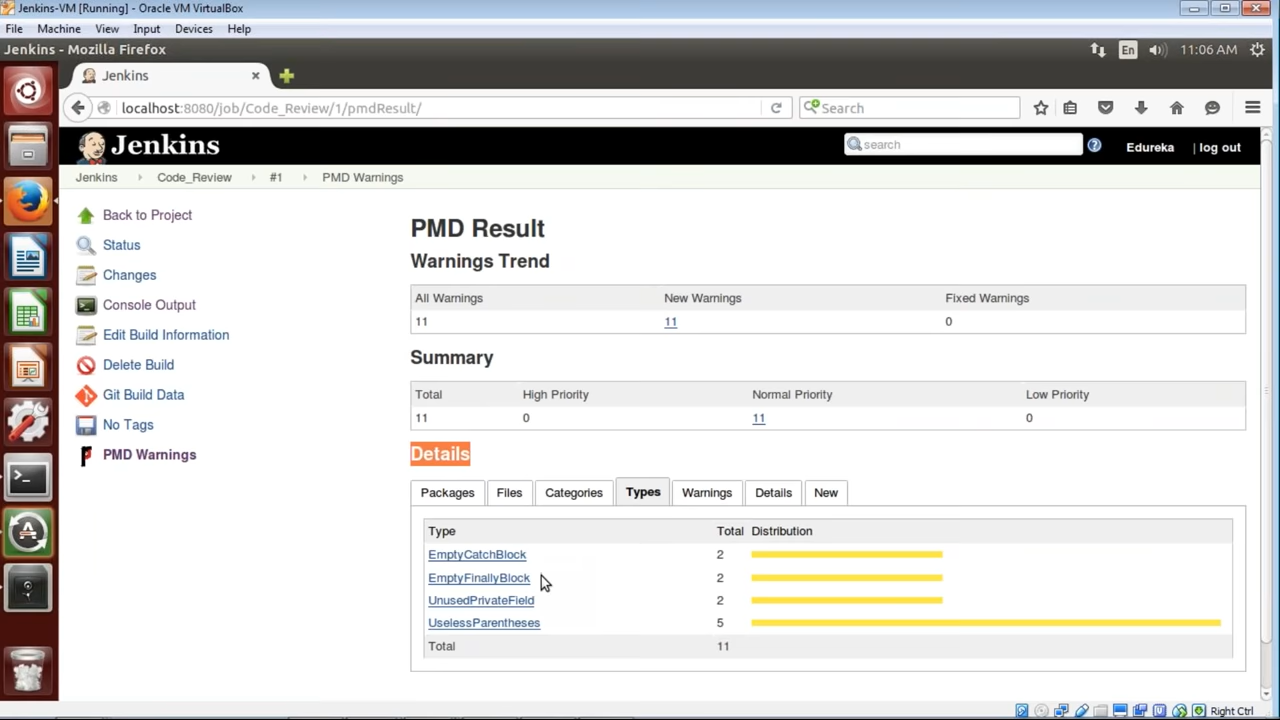 Jenkins-VM [Running] - Oracle VM VirtualBox
File Machine View Input Devices Help
Jenkins - Mozilla Firefox
En 11:06 AM
Jenkins
localhost:8080/job/Code_Review/1/pmdResult/
Search
Jenkins
search
Edureka | log out
Jenkins Code_Review #1 PMD Warnings
Back to Project
Status
Changes
Console Output
Edit Build Information
Delete Build
Git Build Data
No Tags
PMD Warnings
PMD Result
Warnings Trend
All Warnings New Warnings Fixed Warnings
11 11 0
Summary
Total High Priority Normal Priority Low Priority
11 0 11 0
Details
Packages Files Categories Types Warnings Details New
Type Total Distribution
EmptyCatchBlock 2
EmptyFinallyBlock 2
UnusedPrivateField 2
UselessParentheses 5
Total 11
Right Ctrl